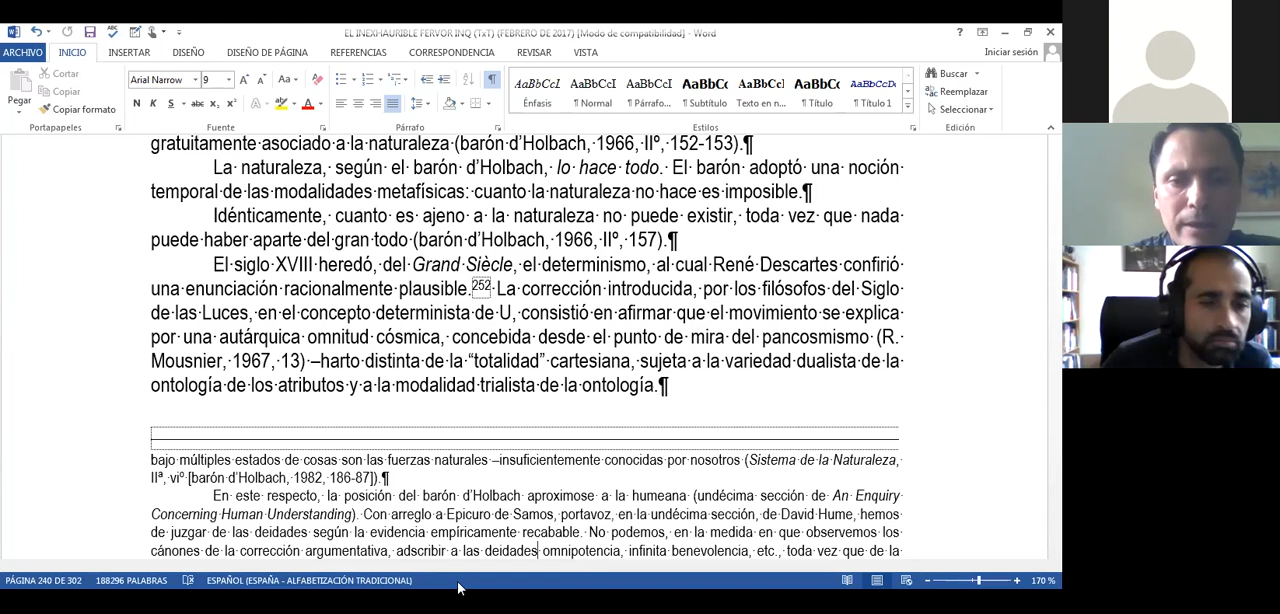 EL INEXHAURIBLE FERVOR INQ (TxT) (FEBRERO DE 2017) [Modo de compatibilidad] - Word
ARCHIVO INICIO INSERTAR DISEÑO DISEÑO DE PÁGINA REFERENCIAS CORRESPONDENCIA REVISAR VISTA Iniciar sesión
Pegar
Cortar
Copiar
Copiar formato
Portapapeles
Arial Narrow 9
N K S abc X₂ X²
Fuente
Párrafo
AaBbCcI AaBbCcI AaBbCcI AaBbCc AaBbCcl AaBbCc AaBbCcDc
Énfasis ¶ Normal ¶ Párrafo... ¶ Subtítulo Texto en n... ¶ Título ¶ Título 1
Estilos
Buscar
Reemplazar
Seleccionar
Edición
gratuitamente asociado a la naturaleza (barón d’Holbach, 1966, IIº, 152-153).¶
La naturaleza, según el barón d’Holbach, lo hace todo. El barón adoptó una noción
temporal de las modalidades metafísicas: cuanto la naturaleza no hace es imposible.¶
Idénticamente, cuanto es ajeno a la naturaleza no puede existir, toda vez que nada
puede haber aparte del gran todo (barón d’Holbach, 1966, IIº, 157).¶
El siglo XVIII heredó, del Grand Siècle, el determinismo, al cual René Descartes confirió
una enunciación racionalmente plausible.252 La corrección introducida, por los filósofos del Siglo
de las Luces, en el concepto determinista de U, consistió en afirmar que el movimiento se explica
por una autárquica omnitud cósmica, concebida desde el punto de mira del pancosmismo (R.
Mousnier, 1967, 13) –harto distinta de la “totalidad” cartesiana, sujeta a la variedad dualista de la
ontología de los atributos y a la modalidad trialista de la ontología.¶
bajo múltiples estados de cosas son las fuerzas naturales –insuficientemente conocidas por nosotros (Sistema de la Naturaleza,
IIª, viº [barón d’Holbach, 1982, 186-87]).¶
En este respecto, la posición del barón d’Holbach aproximose a la humeana (undécima sección de An Enquiry
Concerning Human Understanding). Con arreglo a Epicuro de Samos, portavoz, en la undécima sección, de David Hume, hemos
de juzgar de las deidades según la evidencia empíricamente recabable. No podemos, en la medida en que observemos los
cánones de la corrección argumentativa, adscribir a las deidades omnipotencia, infinita benevolencia, etc., toda vez que de la
PÁGINA 240 DE 302 188296 PALABRAS ESPAÑOL (ESPAÑA - ALFABETIZACIÓN TRADICIONAL) 170 %